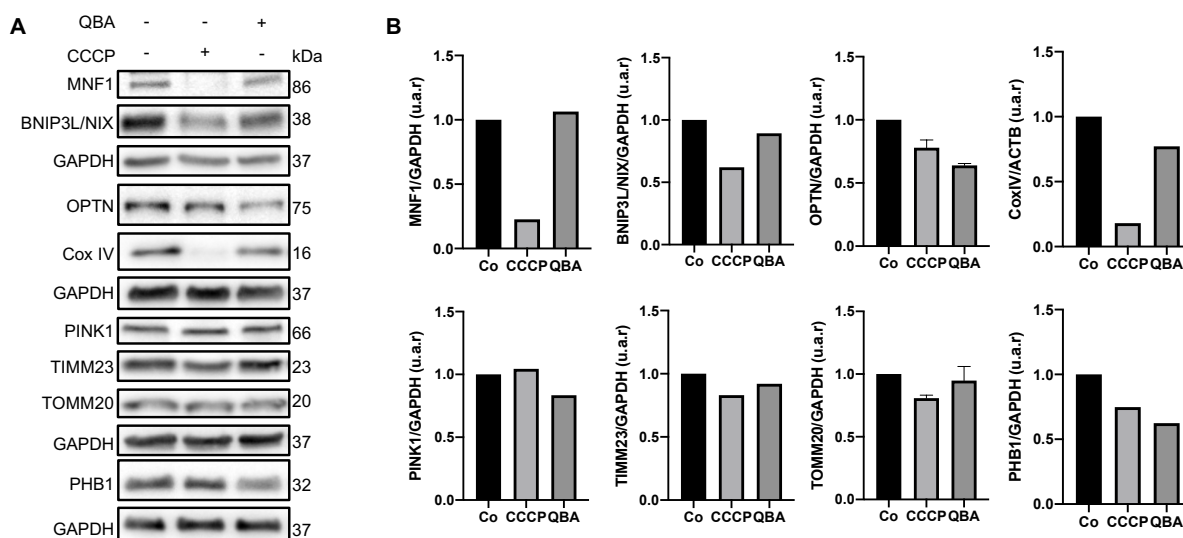 A
QBA - - +
CCCP - + - kDa
MNF1 86
BNIP3L/NIX 38
GAPDH 37
OPTN 75
Cox IV 16
GAPDH 37
PINK1 66
TIMM23 23
TOMM20 20
GAPDH 37
PHB1 32
GAPDH 37
B
MNF1/GAPDH (u.a.r)
1.5
1.0
0.5
0.0
Co CCCP QBA
BNIP3L/NIX/GAPDH (u.a.r)
1.5
1.0
0.5
0.0
Co CCCP QBA
OPTN/GAPDH (u.a.r)
1.5
1.0
0.5
0.0
Co CCCP QBA
CoxIV/ACTB (u.a.r)
1.5
1.0
0.5
0.0
Co CCCP QBA
PINK1/GAPDH (u.a.r)
1.5
1.0
0.5
0.0
Co CCCP QBA
TIMM23/GAPDH (u.a.r)
1.5
1.0
0.5
0.0
Co CCCP QBA
TOMM20/GAPDH (u.a.r)
1.5
1.0
0.5
0.0
Co CCCP QBA
PHB1/GAPDH (u.a.r)
1.5
1.0
0.5
0.0
Co CCCP QBA